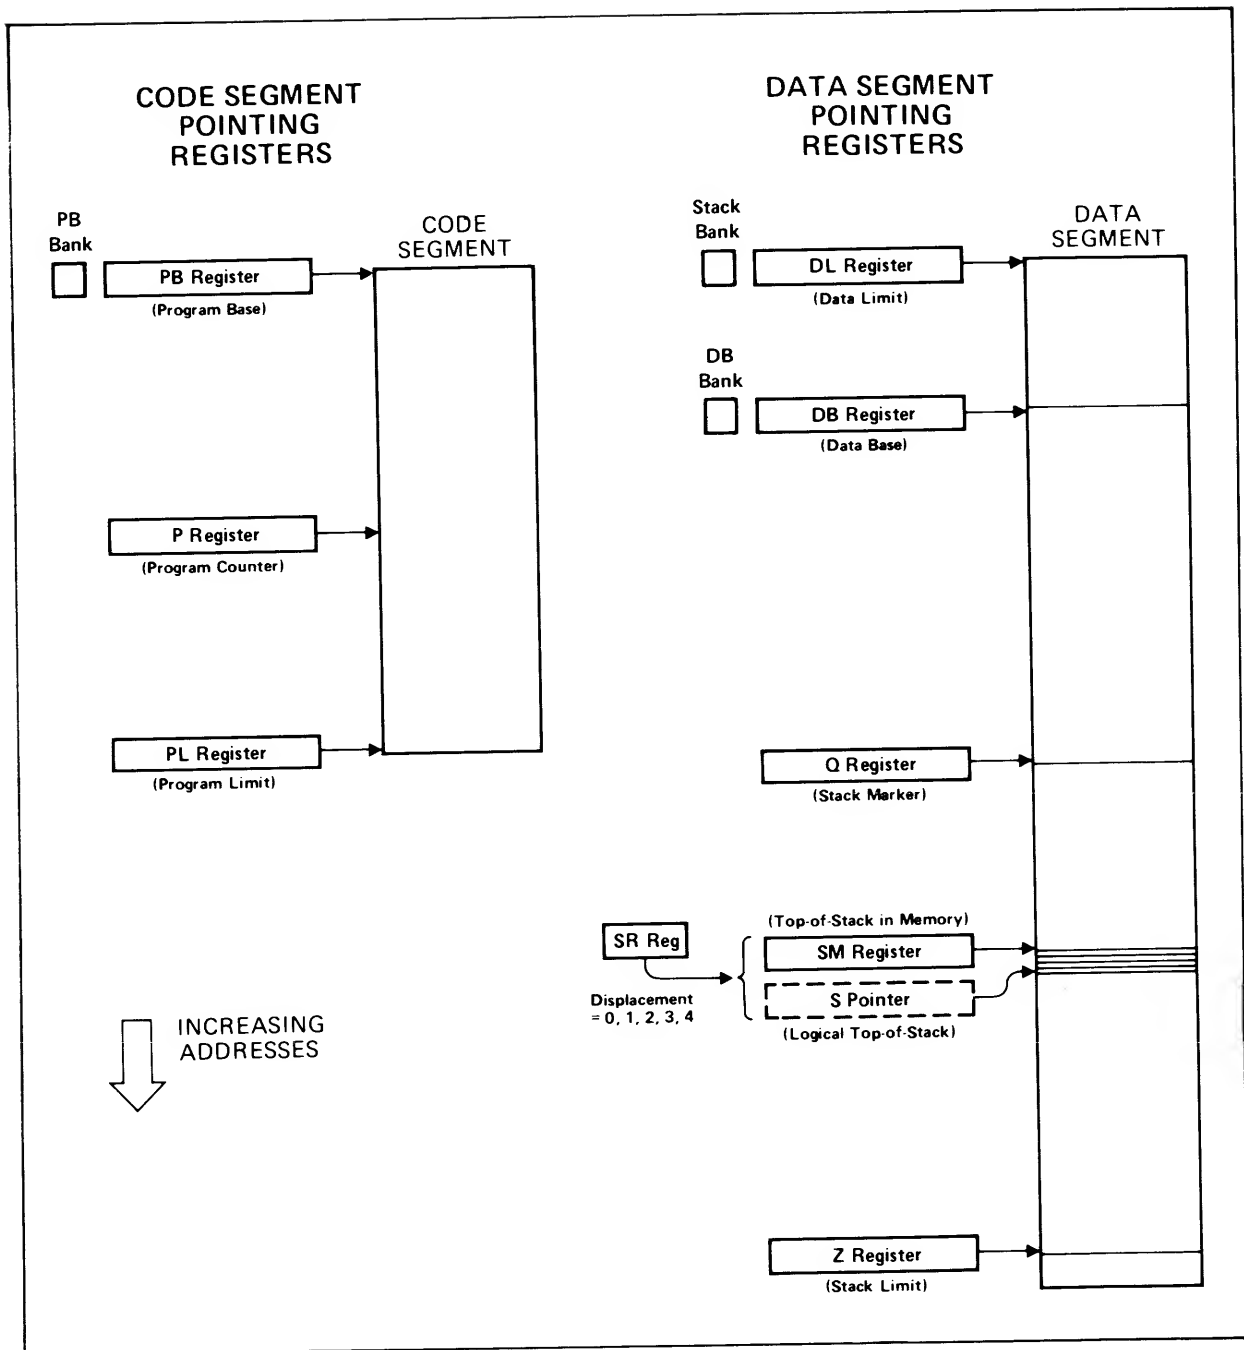 CODE SEGMENT
POINTING
REGISTERS
PB
Bank
CODE
SEGMENT
PB Register
(Program Base)
P Register
(Program Counter)
PL Register
(Program Limit)
INCREASING
ADDRESSES
DATA SEGMENT
POINTING
REGISTERS
Stack
Bank
DATA
SEGMENT
DL Register
(Data Limit)
DB
Bank
DB Register
(Data Base)
Q Register
(Stack Marker)
(Top-of-Stack in Memory)
SR Reg
SM Register
Displacement
= 0, 1, 2, 3, 4
S Pointer
(Logical Top-of-Stack)
Z Register
(Stack Limit)